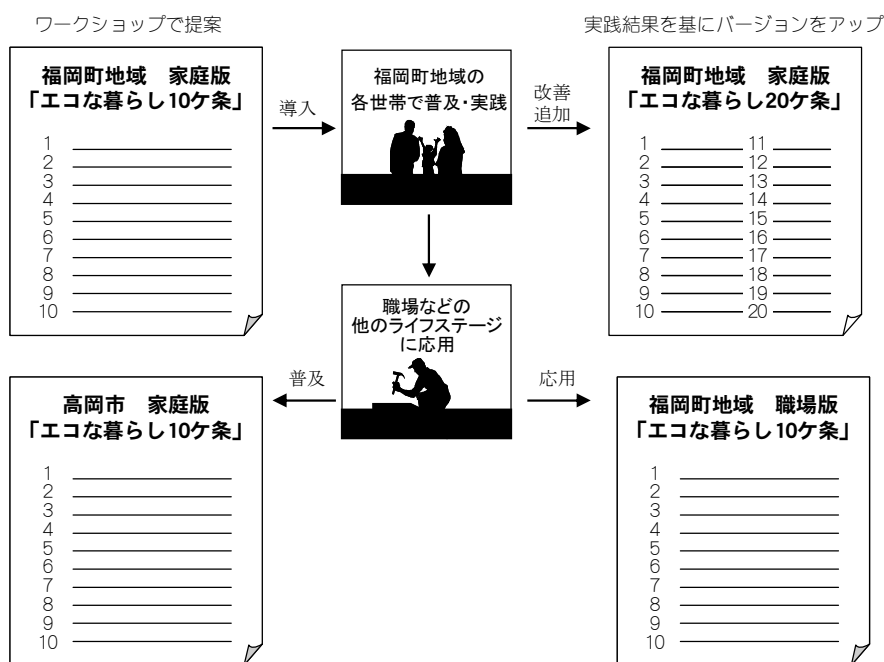 ワークショップで提案
福岡町地域　家庭版
「エコな暮らし10ケ条」
1
2
3
4
5
6
7
8
9
10
導入
福岡町地域の
各世帯で普及・実践
改善
追加
実践結果を基にバージョンをアップ
福岡町地域　家庭版
「エコな暮らし20ケ条」
1 11
2 12
3 13
4 14
5 15
6 16
7 17
8 18
9 19
10 20
職場などの
他のライフステージ
に応用
普及
応用
高岡市　家庭版
「エコな暮らし10ケ条」
1
2
3
4
5
6
7
8
9
10
福岡町地域　職場版
「エコな暮らし10ケ条」
1
2
3
4
5
6
7
8
9
10